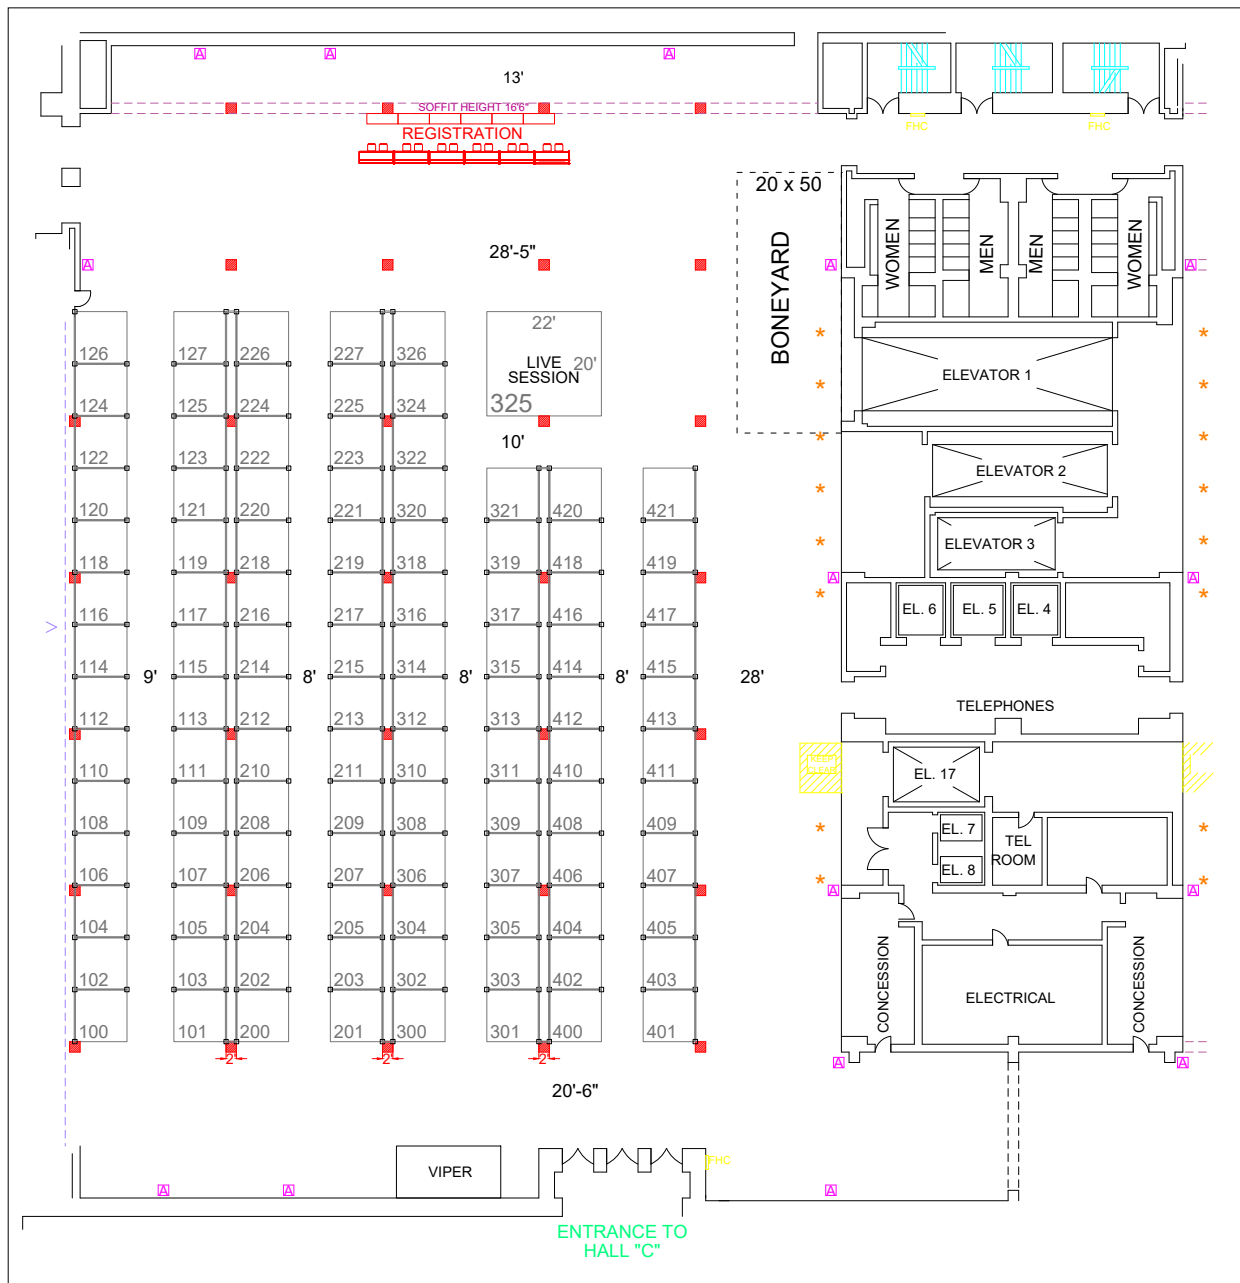 A A A
13'
SOFFIT HEIGHT 16'6"
REGISTRATION
FHC FHC
20 x 50
BONEYARD
WOMEN MEN MEN WOMEN
28'-5"
A A A
22'
LIVE 20'
SESSION
325
10'
126 127 226 227 326
124 125 224 225 324
122 123 222 223 322
120 121 220 221 320 321 420 421
118 119 218 219 318 319 418 419
116 117 216 217 316 317 416 417
114 115 214 215 314 315 414 415
9' 8' 8' 8' 28'
112 113 212 213 312 313 412 413
110 111 210 211 310 311 410 411
108 109 208 209 308 309 408 409
106 107 206 207 306 307 406 407
104 105 204 205 304 305 404 405
102 103 202 203 302 303 402 403
100 101 200 201 300 301 400 401
2' 2' 2'
20'-6"
* *
ELEVATOR 1
* *
* *
ELEVATOR 2
* *
* *
ELEVATOR 3
A A
* *
EL. 6 EL. 5 EL. 4
TELEPHONES
EL. 17
* *
EL. 7
TEL
ROOM
EL. 8
* *
A A
CONCESSION ELECTRICAL CONCESSION
A A
VIPER
FHC
A A A
ENTRANCE TO
HALL "C"